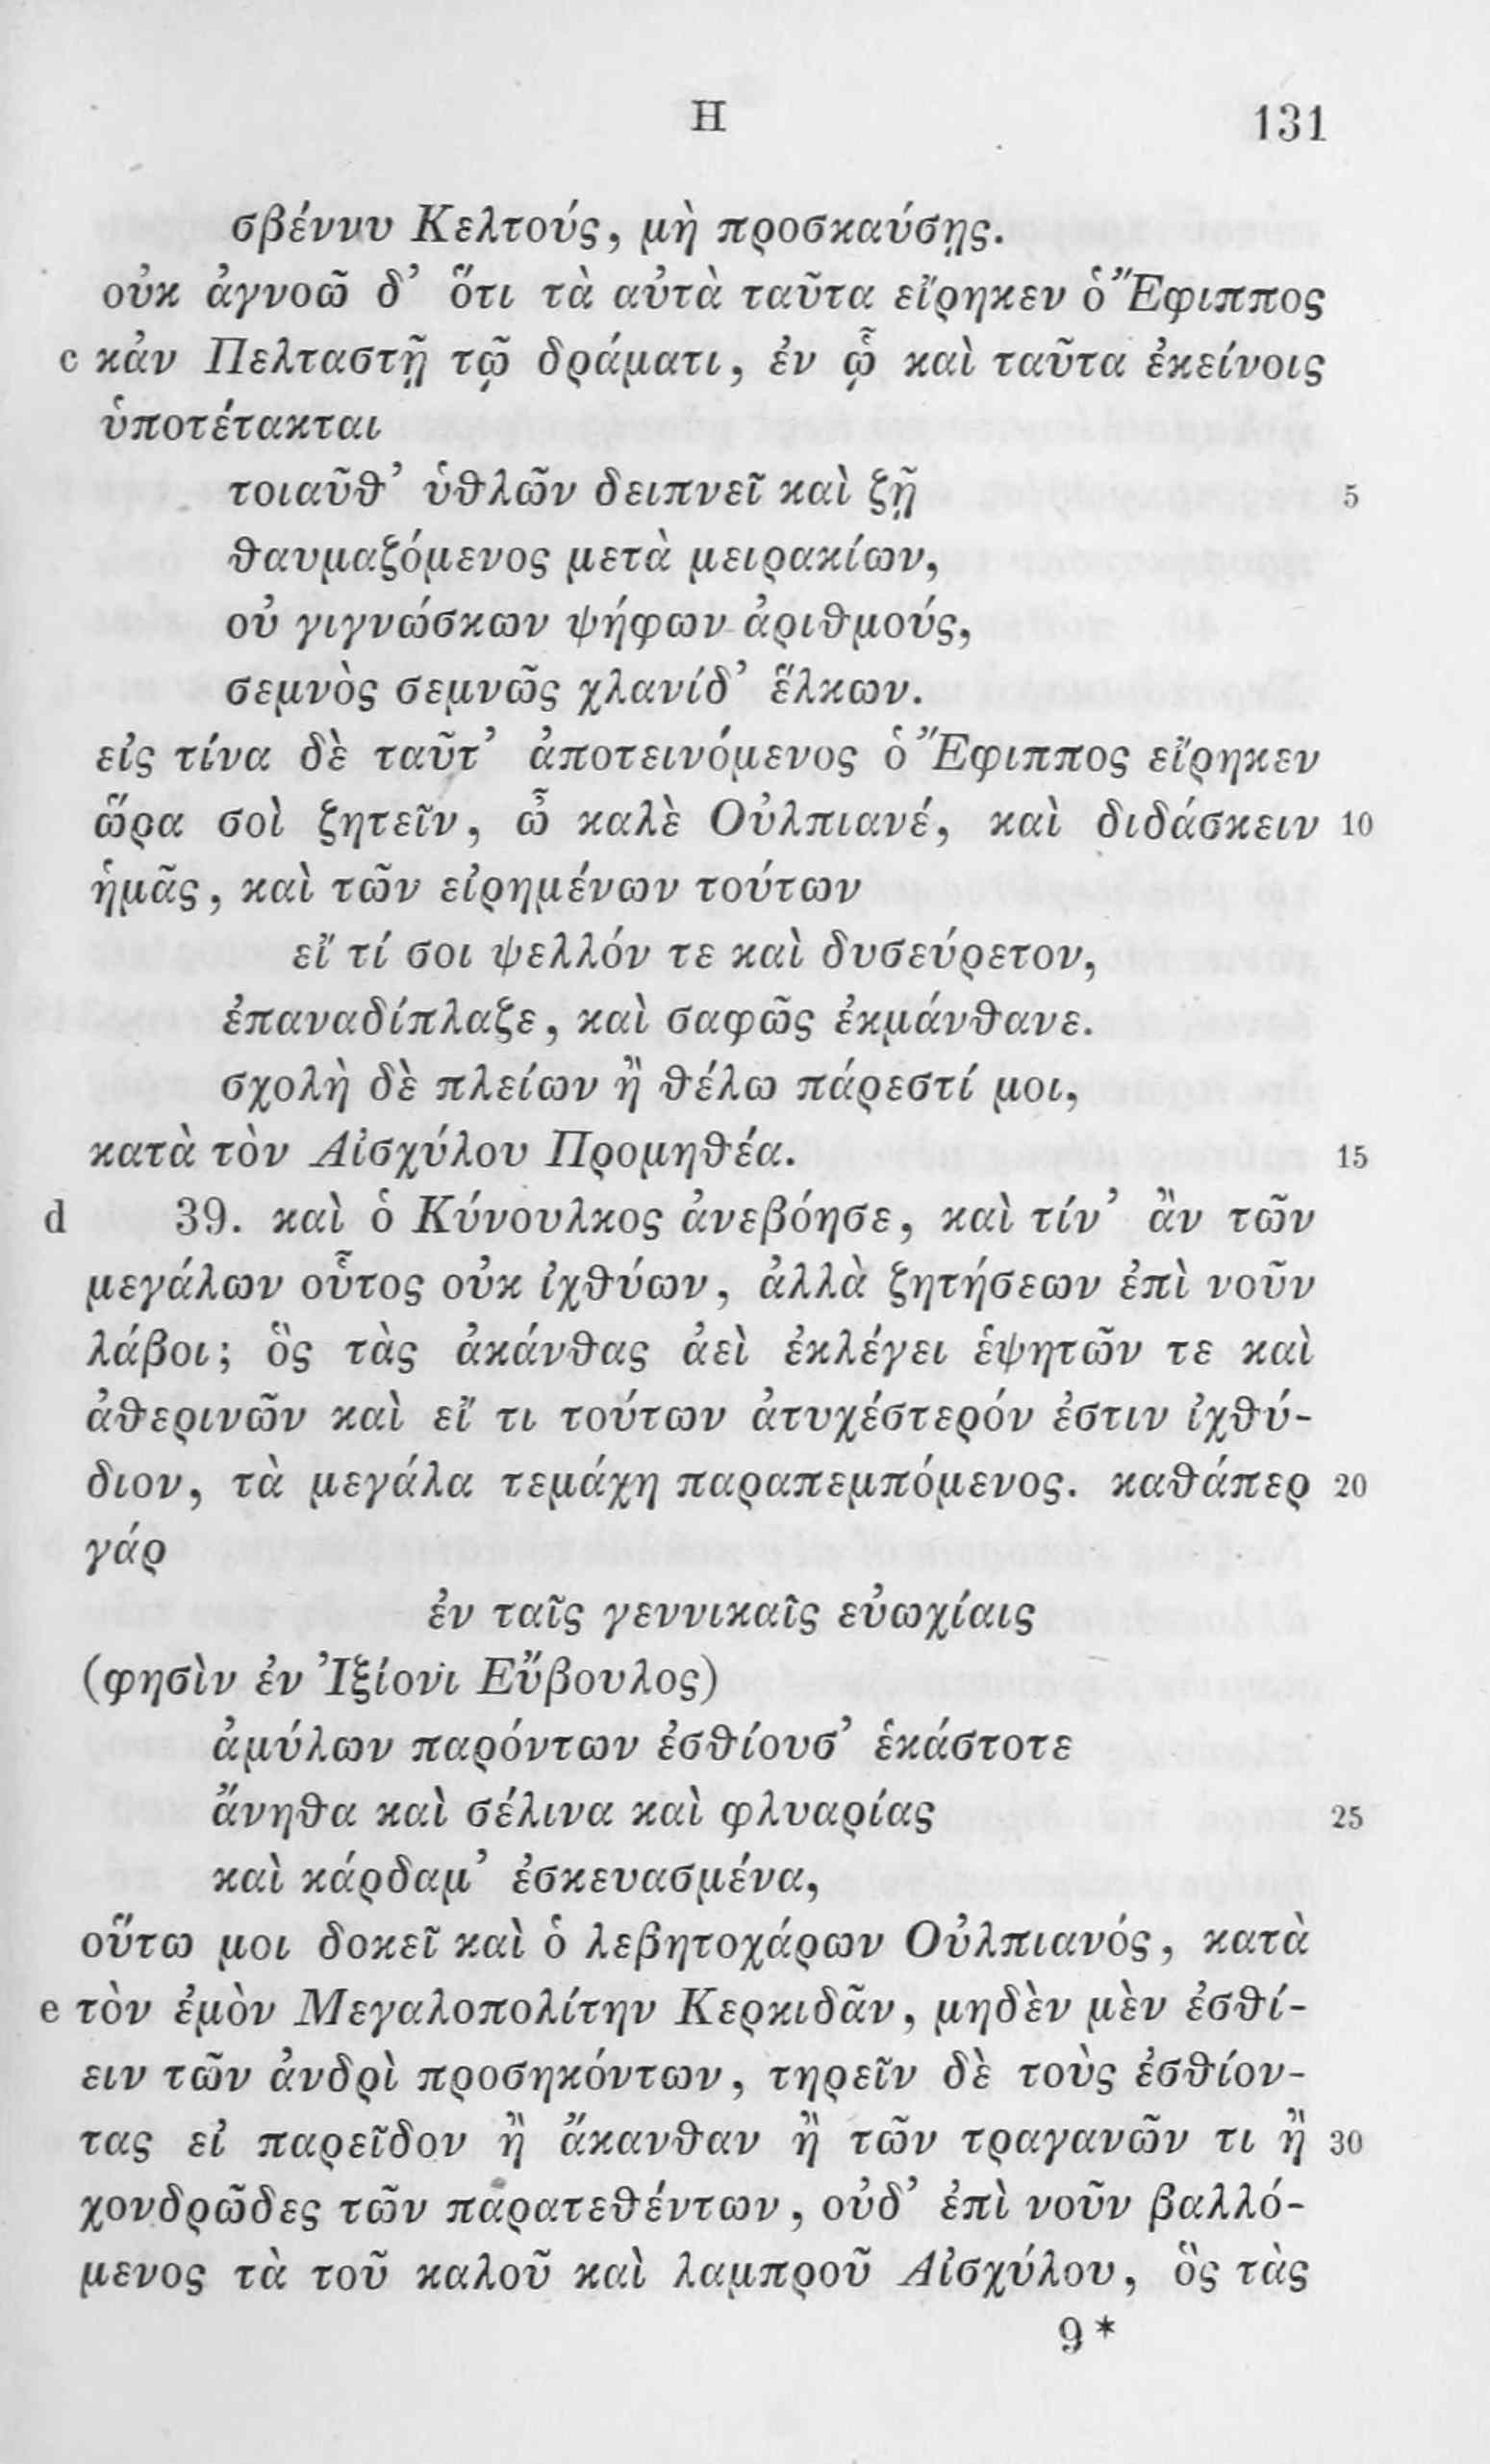 Η 131
σβέννυ Κελτούς, μὴ προσκαύσῃς.
οὐκ ἀγνοῶ δ’ ὅτι τὰ αὐτὰ ταῦτα εἴρηκεν ὁ Ἔφιππος
c κἀν Πελταστῇ τῷ δράματι, ἐν ᾧ καὶ ταῦτα ἐκείνοις
ὑποτέτακται
τοιαῦθ’ ὑθλῶν δειπνεῖ καὶ ζῇ 5
θαυμαζόμενος μετὰ μειρακίων,
οὐ γιγνώσκων ψήφων ἀριθμούς,
σεμνὸς σεμνῶς χλανίδ’ ἕλκων.
εἰς τίνα δὲ ταῦτ’ ἀποτεινόμενος ὁ Ἔφιππος εἴρηκεν
ὥρα σοὶ ζητεῖν, ὦ καλὲ Οὐλπιανέ, καὶ διδάσκειν 10
ἡμᾶς, καὶ τῶν εἰρημένων τούτων
εἴ τί σοι ψελλόν τε καὶ δυσεύρετον,
ἐπαναδίπλαζε, καὶ σαφῶς ἐκμάνθανε.
σχολὴ δὲ πλείων ἢ θέλω πάρεστί μοι,
κατὰ τὸν Αἰσχύλου Προμηθέα. 15
d 39. καὶ ὁ Κύνουλκος ἀνεβόησε, καὶ τίν’ ἂν τῶν
μεγάλων οὗτος οὐκ ἰχθύων, ἀλλὰ ζητήσεων ἐπὶ νοῦν
λάβοι; ὃς τὰς ἀκάνθας ἀεὶ ἐκλέγει ἑψητῶν τε καὶ
ἀθερινῶν καὶ εἴ τι τούτων ἀτυχέστερόν ἐστιν ἰχθύ-
διον, τὰ μεγάλα τεμάχη παραπεμπόμενος. καθάπερ 20
γάρ
ἐν ταῖς γεννικαῖς εὐωχίαις
(φησὶν ἐν Ἰξίονι Εὔβουλος)
ἀμύλων παρόντων ἐσθίουσ’ ἑκάστοτε
ἄνηθα καὶ σέλινα καὶ φλυαρίας 25
καὶ κάρδαμ’ ἐσκευασμένα,
οὕτω μοι δοκεῖ καὶ ὁ λεβητοχάρων Οὐλπιανός, κατὰ
e τὸν ἐμὸν Μεγαλοπολίτην Κερκιδᾶν, μηδὲν μὲν ἐσθί-
ειν τῶν ἀνδρὶ προσηκόντων, τηρεῖν δὲ τοὺς ἐσθίον-
τας εἰ παρεῖδον ἢ ἄκανθαν ἢ τῶν τραγανῶν τι ἢ 30
χονδρῶδες τῶν παρατεθέντων, οὐδ’ ἐπὶ νοῦν βαλλό-
μενος τὰ τοῦ καλοῦ καὶ λαμπροῦ Αἰσχύλου, ὃς τὰς
9*